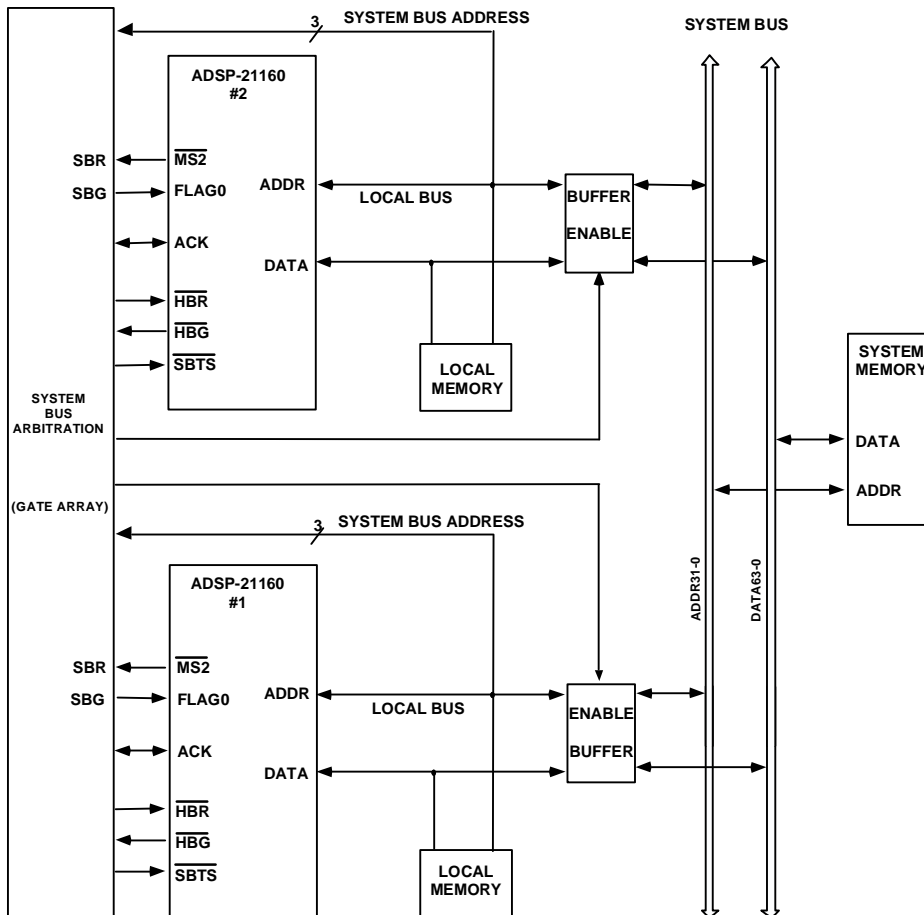 3
SYSTEM BUS ADDRESS
SYSTEM BUS
ADSP-21160
#2
SBR
MS2
SBG
FLAG0
ADDR
LOCAL BUS
BUFFER
ENABLE
ACK
DATA
HBR
HBG
SBTS
LOCAL
MEMORY
SYSTEM
MEMORY
DATA
ADDR
SYSTEM
BUS
ARBITRATION
(GATE ARRAY)
3
SYSTEM BUS ADDRESS
ADDR31-0
DATA63-0
ADSP-21160
#1
SBR
MS2
SBG
FLAG0
ADDR
LOCAL BUS
ENABLE
BUFFER
ACK
DATA
HBR
HBG
SBTS
LOCAL
MEMORY